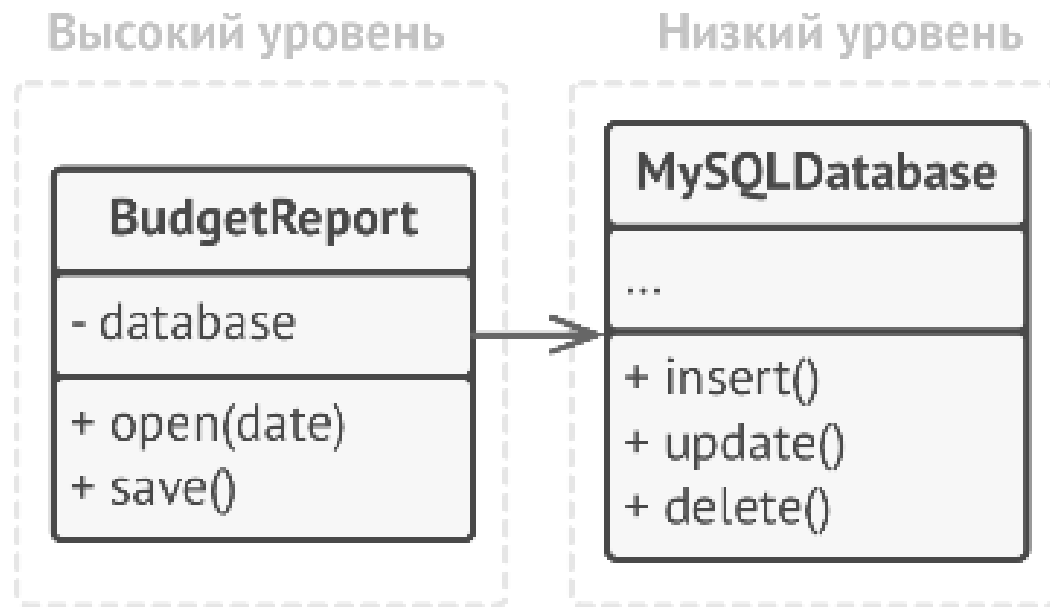 Высокий уровень
Низкий уровень
BudgetReport
- database
+ open(date)
+ save()
MySQLDatabase
...
+ insert()
+ update()
+ delete()